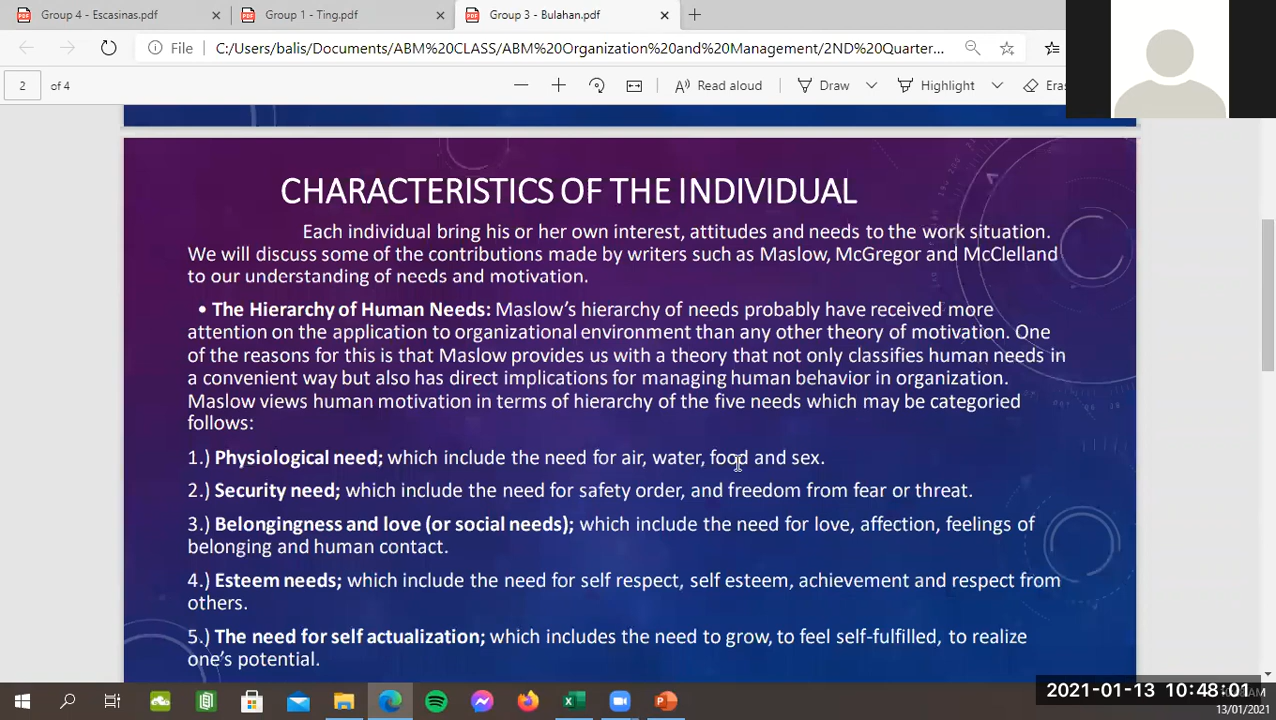 Group 4 - Escasinas.pdf
Group 1 - Ting.pdf
Group 3 - Bulahan.pdf
File
C:/Users/balis/Documents/ABM%20CLASS/ABM%20Organization%20and%20Management/2ND%20Quarter...
2 of 4
Read aloud
Draw
Highlight
Eras
CHARACTERISTICS OF THE INDIVIDUAL
Each individual bring his or her own interest, attitudes and needs to the work situation.
We will discuss some of the contributions made by writers such as Maslow, McGregor and McClelland
to our understanding of needs and motivation.
• The Hierarchy of Human Needs: Maslow's hierarchy of needs probably have received more
attention on the application to organizational environment than any other theory of motivation. One
of the reasons for this is that Maslow provides us with a theory that not only classifies human needs in
a convenient way but also has direct implications for managing human behavior in organization.
Maslow views human motivation in terms of hierarchy of the five needs which may be categoried
follows:
1.) Physiological need; which include the need for air, water, food and sex.
2.) Security need; which include the need for safety order, and freedom from fear or threat.
3.) Belongingness and love (or social needs); which include the need for love, affection, feelings of
belonging and human contact.
4.) Esteem needs; which include the need for self respect, self esteem, achievement and respect from
others.
5.) The need for self actualization; which includes the need to grow, to feel self-fulfilled, to realize
one's potential.
2021-01-13 10:48:01
13/01/2021